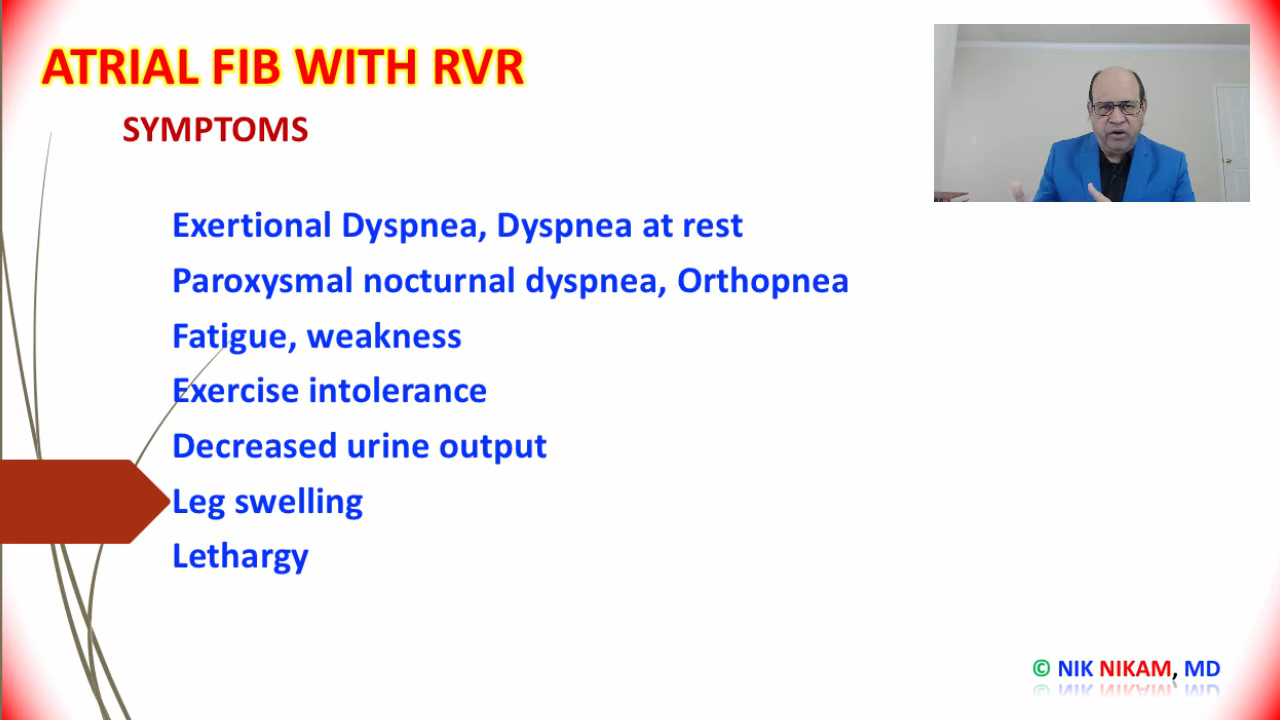 ATRIAL FIB WITH RVR
SYMPTOMS
Exertional Dyspnea, Dyspnea at rest
Paroxysmal nocturnal dyspnea, Orthopnea
Fatigue, weakness
Exercise intolerance
Decreased urine output
Leg swelling
Lethargy
© NIK NIKAM, MD